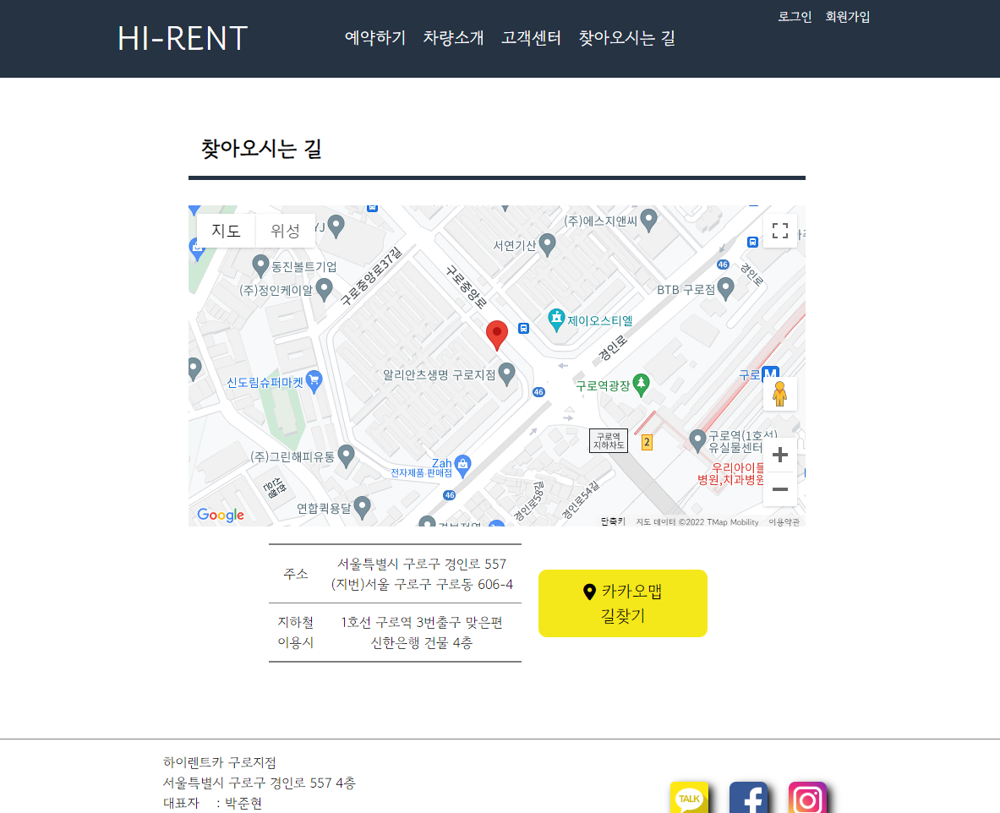 로그인 회원가입
HI-RENT 예약하기 차량소개 고객센터 찾아오시는 길
찾아오시는 길
지도 위성
(주)에스지앤씨
서연기산
동진볼트기업
46
경인로
(주)정인케이알
구로중앙로37길
구로중앙로
BTB 구로점
제이오스티엘
경인로
알리안츠생명 구로지점
구로
신도림슈퍼마켓
구로역광장
46
구로역
지하차도
2
구로역(1호선)
유실물센터
(주)그린해피유통
Zah
전자제품 판매점
우리아이들
병원,치과병원
신한
은행
46
연합퀵용달
경인로58길
경인로54길
Google
단축키 지도 데이터 ©2022 TMap Mobility 이용약관
주소
서울특별시 구로구 경인로 557
(지번)서울 구로구 구로동 606-4
지하철
이용시
1호선 구로역 3번출구 맞은편
신한은행 건물 4층
카카오맵
길찾기
하이렌트카 구로지점
서울특별시 구로구 경인로 557 4층
대표자 : 박준현
TALK